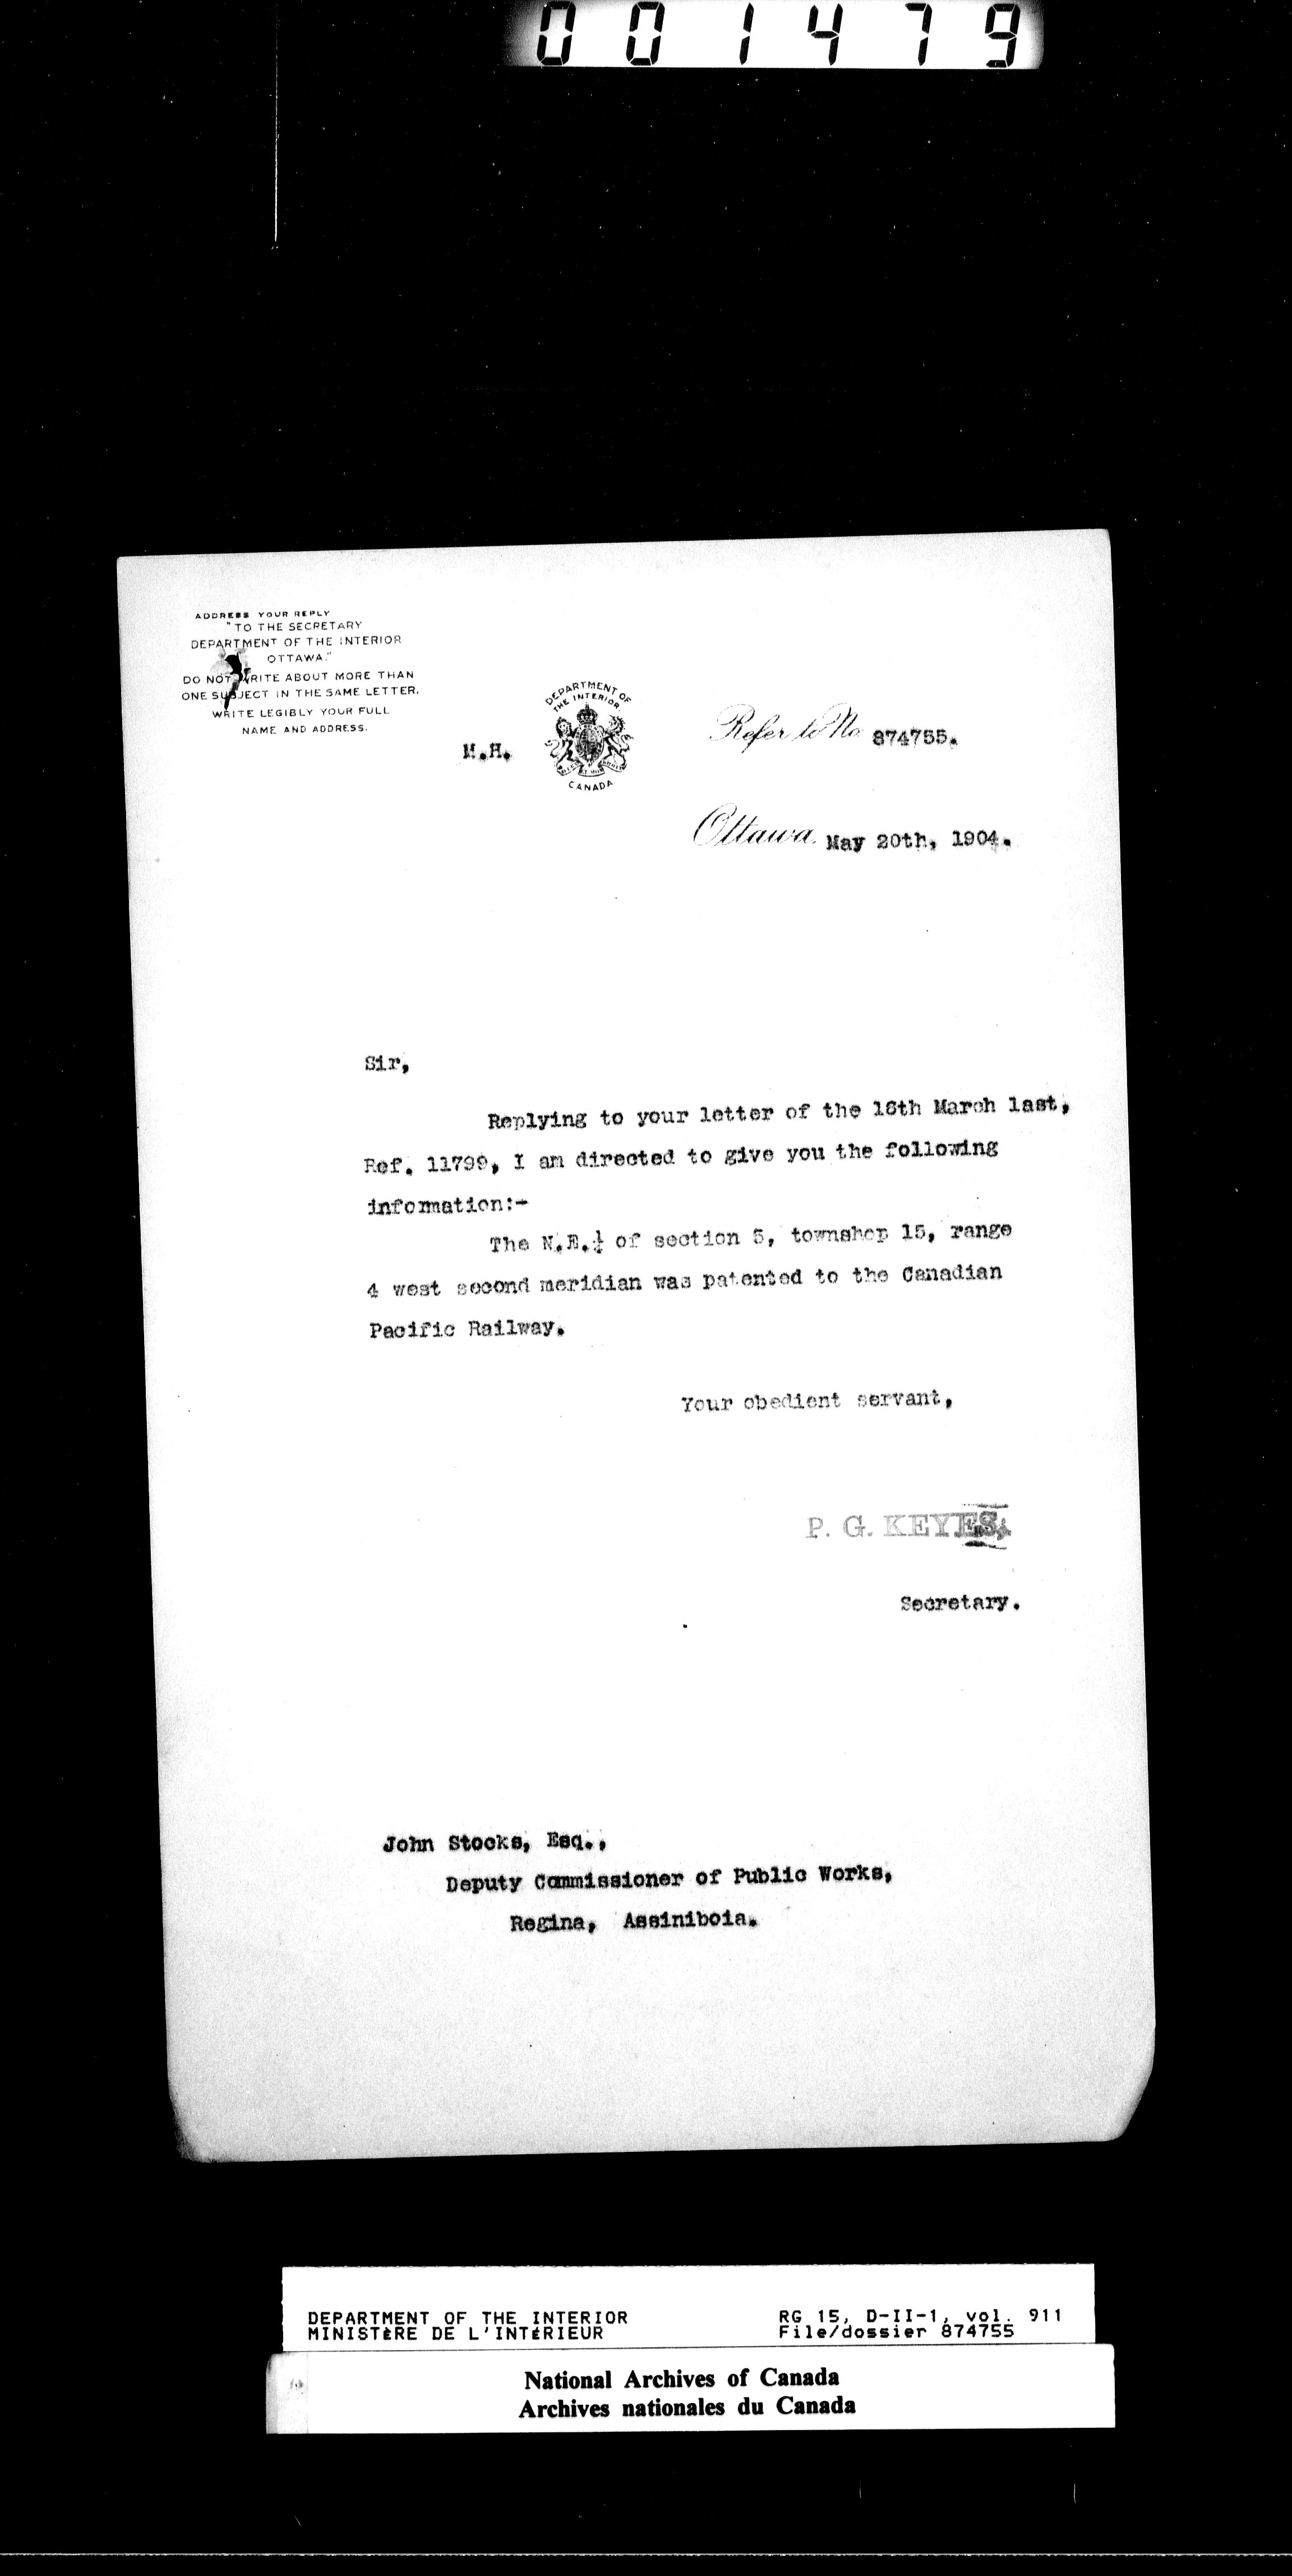 001479
ADDRESS YOUR REPLY
"TO THE SECRETARY
DEPARTMENT OF THE INTERIOR
OTTAWA."
DO NOT WRITE ABOUT MORE THAN
ONE SUBJECT IN THE SAME LETTER.
WRITE LEGIBLY YOUR FULL
NAME AND ADDRESS.
M.H.
DEPARTMENT OF
THE INTERIOR
CANADA
Refer to No 874755.
Ottawa May 20th, 1904.
Sir,
Replying to your letter of the 16th March last,
Ref. 11799, I am directed to give you the following
information:-
The N.E.¼ of section 5, townshep 15, range
4 west second meridian was patented to the Canadian
Pacific Railway.
Your obedient servant,
P. G. KEYES,
Secretary.
John Stocks, Esq.,
Deputy Commissioner of Public Works,
Regina, Assiniboia.
DEPARTMENT OF THE INTERIOR
MINISTÈRE DE L'INTÉRIEUR
RG 15, D-II-1, vol. 911
File/dossier 874755
National Archives of Canada
Archives nationales du Canada